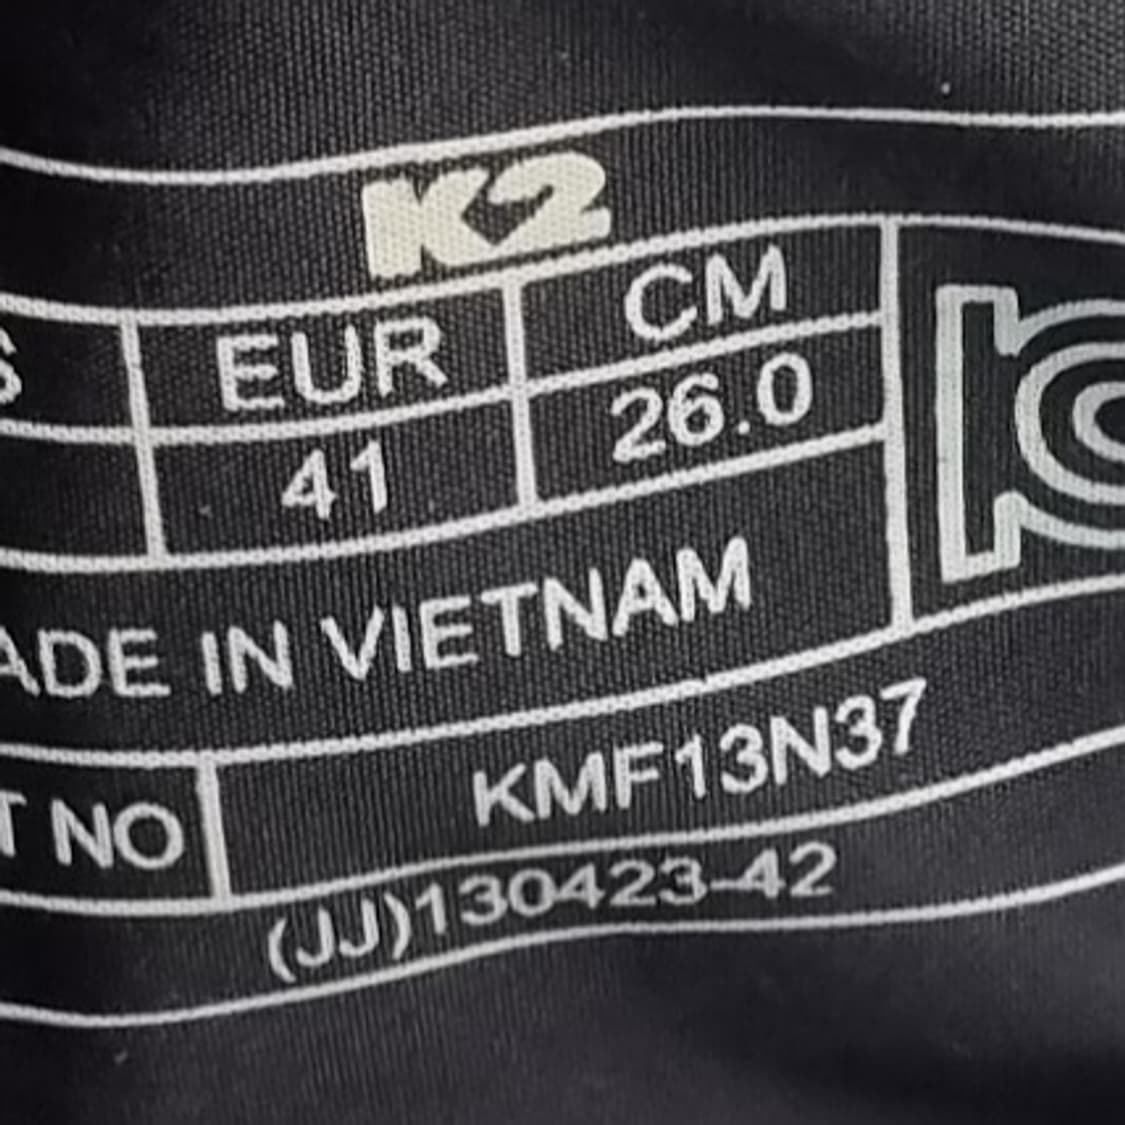 K2
S EUR CM
41 26.0
ADE IN VIETNAM
T NO KMF13N37
(JJ)130423-42